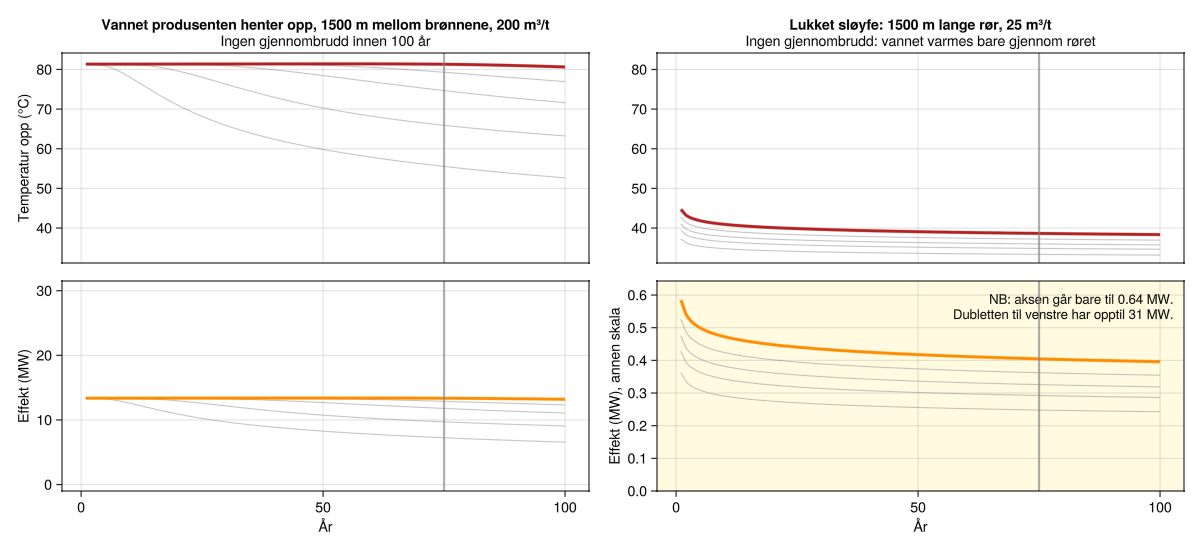 Vannet produsenten henter opp, 1500 m mellom brønnene, 200 m³/t
Ingen gjennombrudd innen 100 år
Temperatur opp (°C)
80
70
60
50
40
Lukket sløyfe: 1500 m lange rør, 25 m³/t
Ingen gjennombrudd: vannet varmes bare gjennom røret
80
70
60
50
40
Effekt (MW)
30
20
10
0
0
50
100
År
Effekt (MW), annen skala
0.6
0.5
0.4
0.3
0.2
0.1
0.0
NB: aksen går bare til 0.64 MW.
Dubletten til venstre har opptil 31 MW.
0
50
100
År